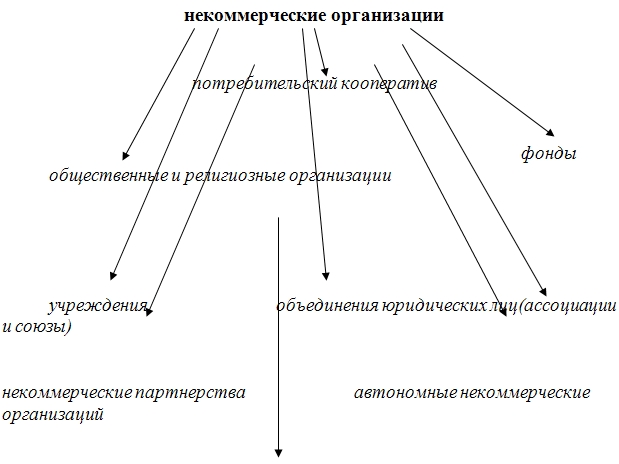 некоммерческие организации
потребительский кооператив
фонды
общественные и религиозные организации
учреждения объединения юридических лиц(ассоциации
и союзы)
некоммерческие партнерства автономные некоммерческие
организаций